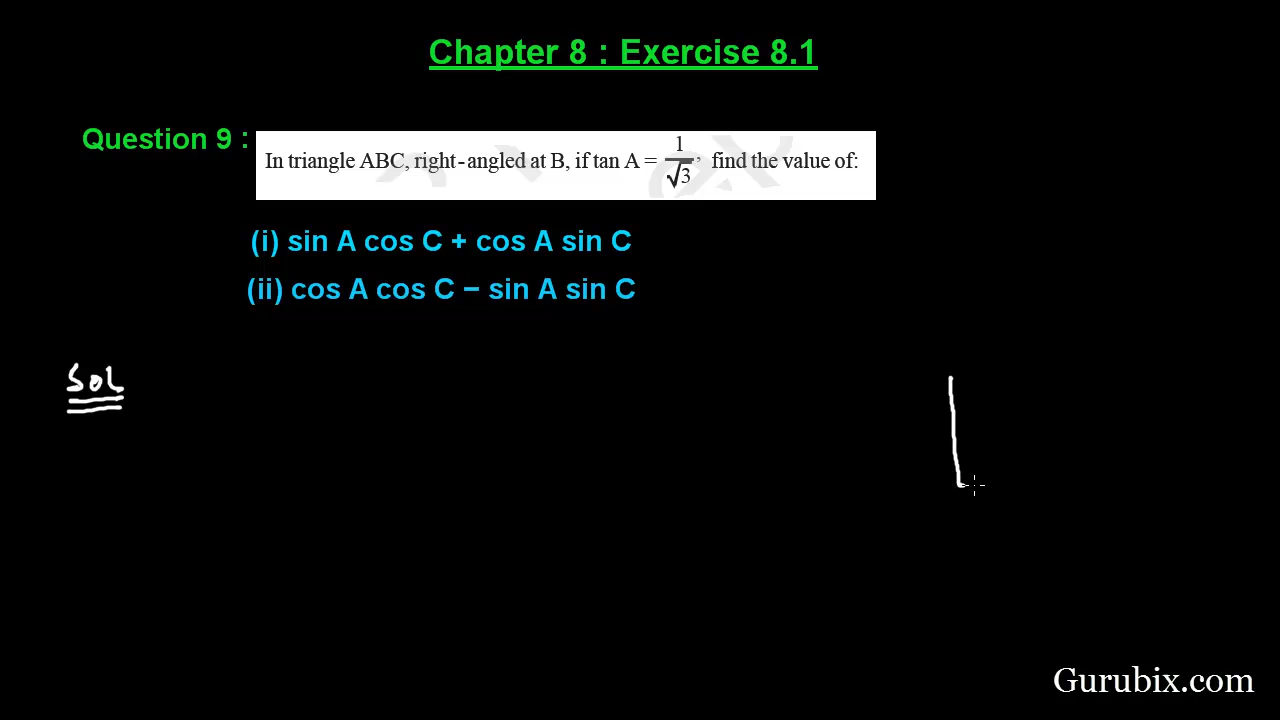 Chapter 8 : Exercise 8.1
Question 9 : In triangle ABC, right-angled at B, if tan A = 1/√3, find the value of:
(i) sin A cos C + cos A sin C
(ii) cos A cos C − sin A sin C
Sol
Gurubix.com